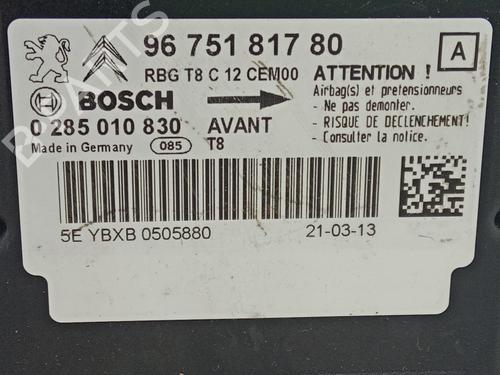 96 751 817 80
A
RBG T8 C 12 CEM00
ATTENTION !
BOSCH
Airbag(s) et pretensionneurs
- Ne pas demonter.
0 285 010 830 AVANT
- RISQUE DE DECLENCHEMENT!
Made in Germany 085 T8
- Consulter la notice.
5E YBXB 0505880 21-03-13